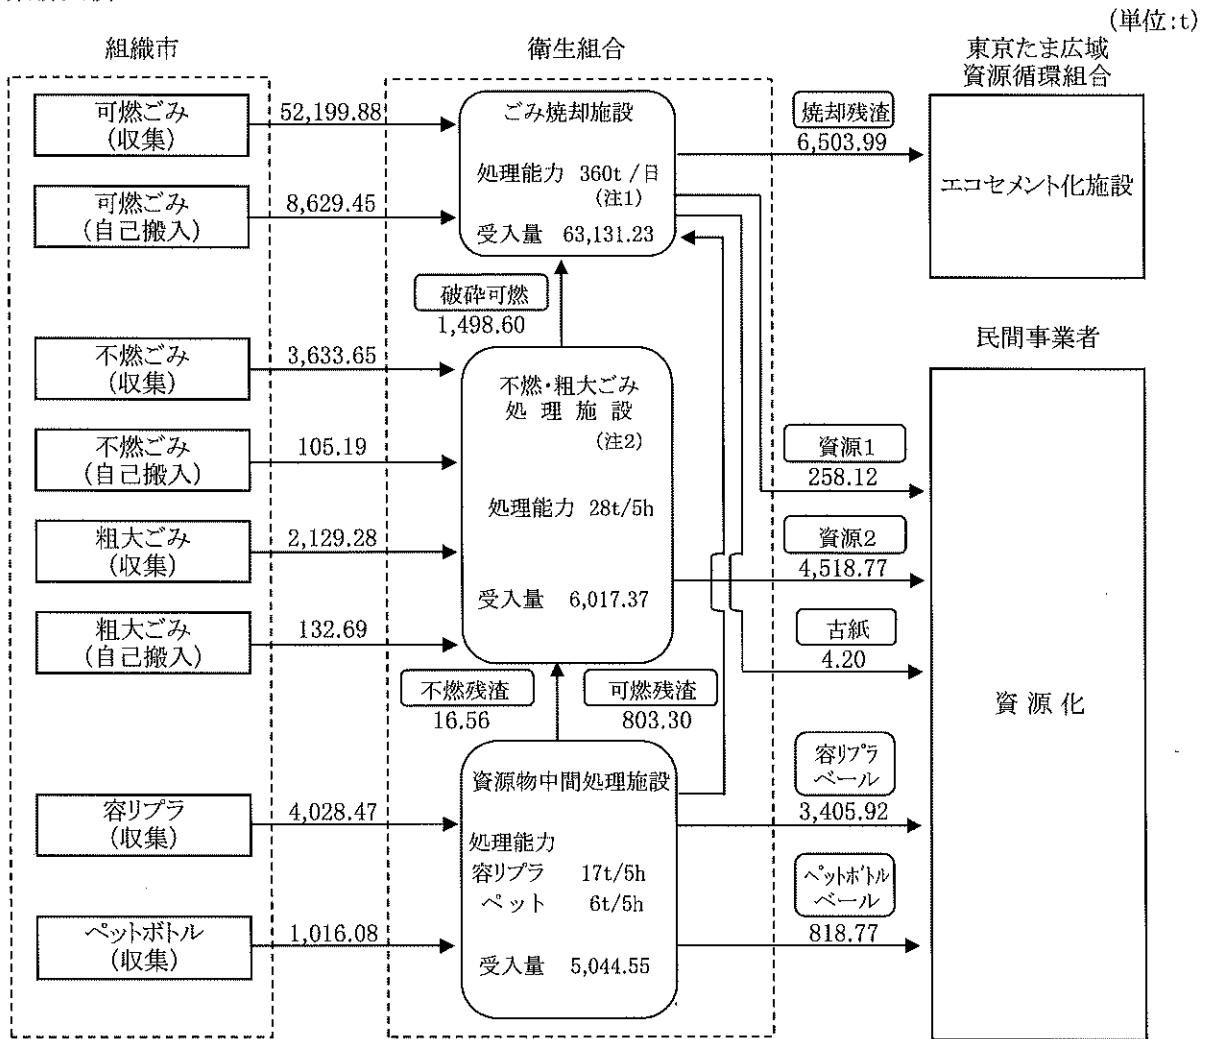 (単位:t)
組織市
衛生組合
東京たま広域
資源循環組合
可燃ごみ
(収集)
52,199.88
可燃ごみ
(自己搬入)
8,629.45
ごみ焼却施設
処理能力 360t/日
(注1)
受入量 63,131.23
焼却残渣
6,503.99
エコセメント化施設
破砕可燃
1,498.60
不燃ごみ
(収集)
3,633.65
不燃ごみ
(自己搬入)
105.19
粗大ごみ
(収集)
2,129.28
粗大ごみ
(自己搬入)
132.69
不燃・粗大ごみ
処理施設
(注2)
処理能力 28t/5h
受入量 6,017.37
民間事業者
資源1
258.12
資源2
4,518.77
古紙
4.20
資源化
不燃残渣
16.56
可燃残渣
803.30
容リプラ
(収集)
4,028.47
ペットボトル
(収集)
1,016.08
資源物中間処理施設
処理能力
容リプラ 17t/5h
ペット 6t/5h
受入量 5,044.55
容リプラ
ベール
3,405.92
ペットボトル
ベール
818.77